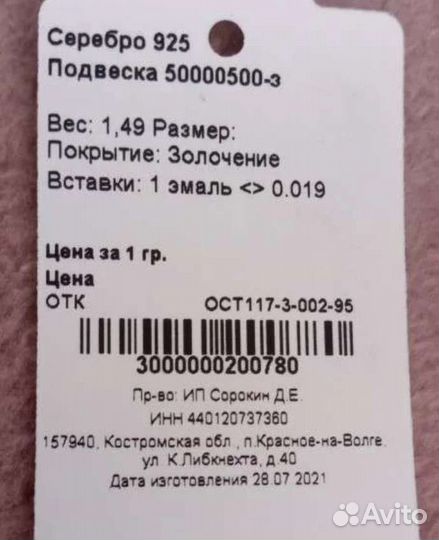 Серебро 925
Подвеска 50000500-з
Вес: 1,49 Размер:
Покрытие: Золочение
Вставки: 1 эмаль <> 0.019
Цена за 1 гр.
Цена
ОТК ОСТ117-3-002-95
3000000200780
Пр-во: ИП Сорокин Д.Е.
ИНН 440120737360
157940, Костромская обл., п.Красное-на-Волге.
ул. К.Либкнехта, д.40
Дата изготовления 28 07 2021
Avito